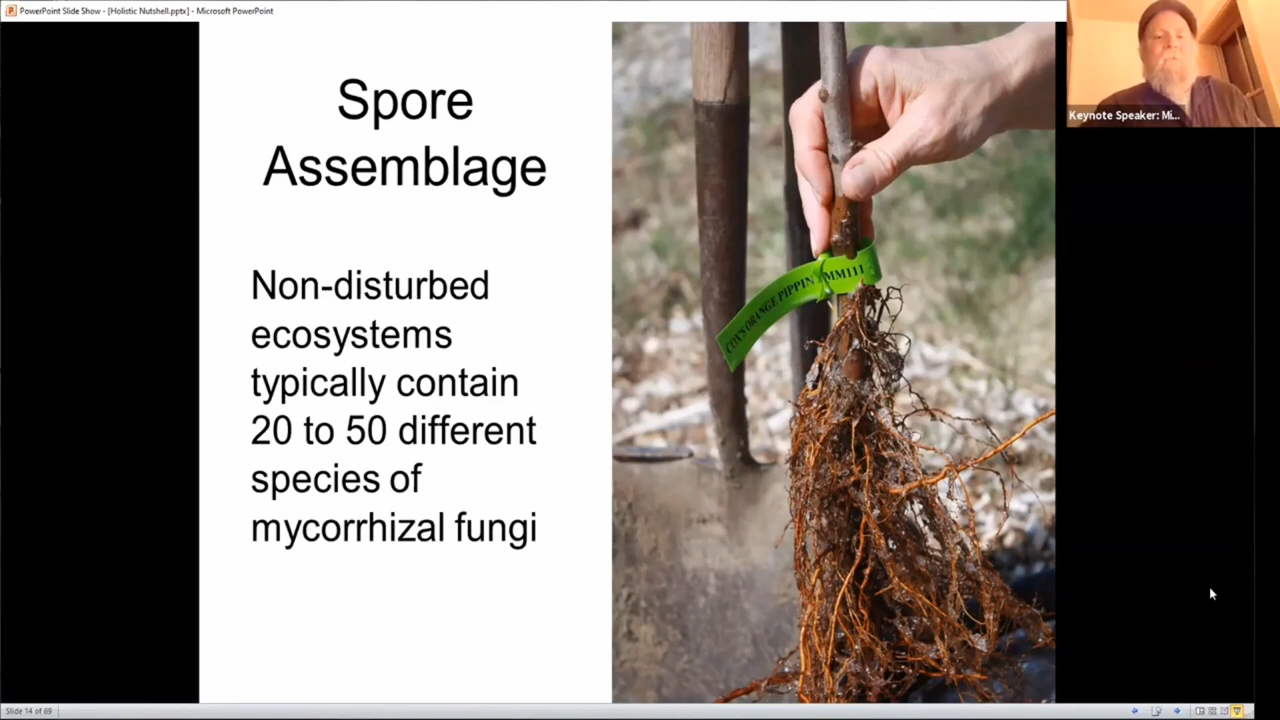 PowerPoint Slide Show - [Holistic Nutshell.pptx] - Microsoft PowerPoint
Keynote Speaker: Mi...
Spore
Assemblage
Non-disturbed
ecosystems
typically contain
20 to 50 different
species of
mycorrhizal fungi
COX'S ORANGE PIPPIN MM111
Slide 14 of 69